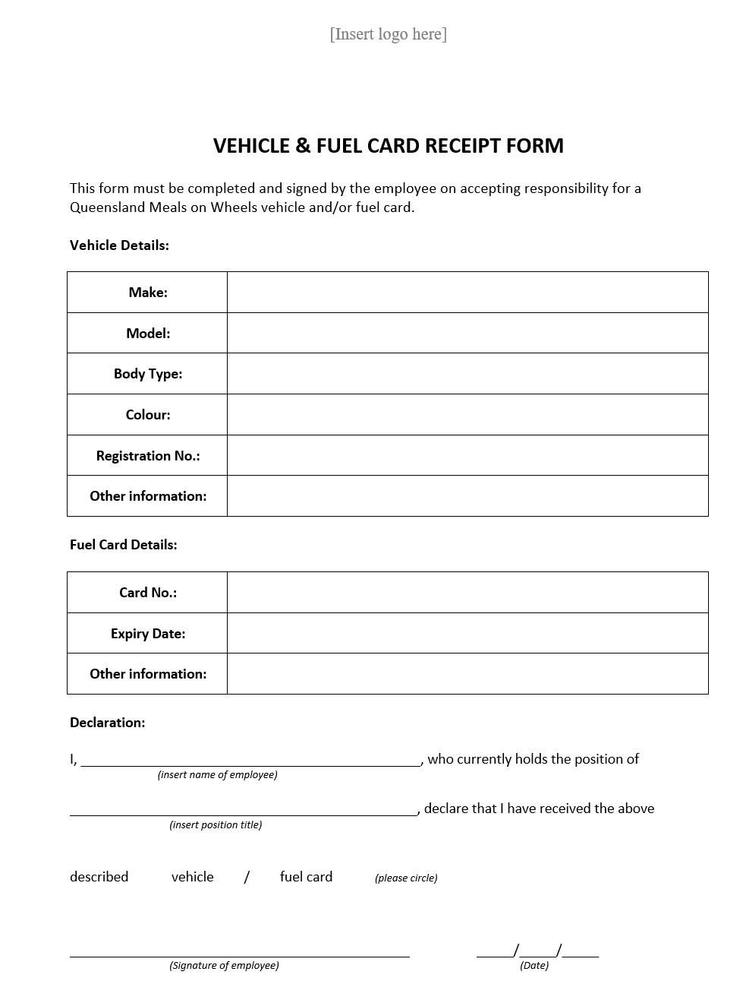 [Insert logo here]
VEHICLE & FUEL CARD RECEIPT FORM
This form must be completed and signed by the employee on accepting responsibility for a
Queensland Meals on Wheels vehicle and/or fuel card.
Vehicle Details:
Make:
Model:
Body Type:
Colour:
Registration No.:
Other information:
Fuel Card Details:
Card No.:
Expiry Date:
Other information:
Declaration:
I, ______________________________________________, who currently holds the position of
(insert name of employee)
_______________________________________________, declare that I have received the above
(insert position title)
described vehicle / fuel card (please circle)
______________________________________________ _____/_____/_____
(Signature of employee) (Date)